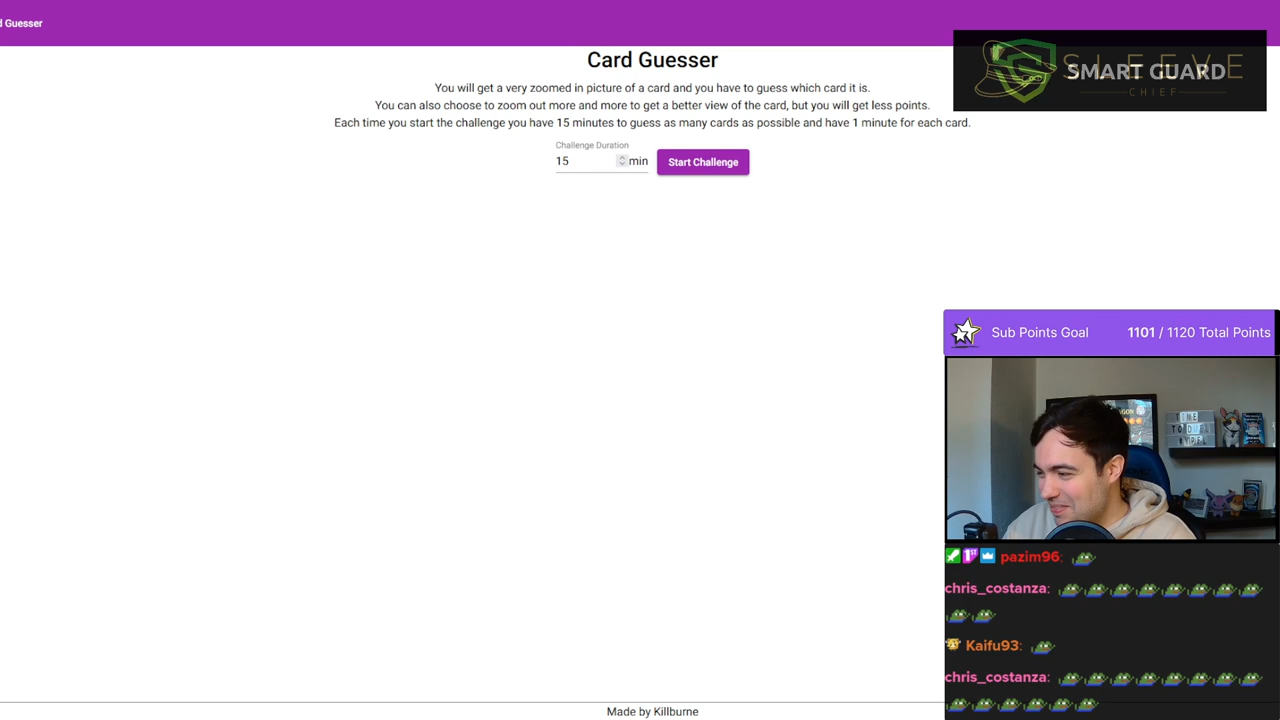 d Guesser
Card Guesser
You will get a very zoomed in picture of a card and you have to guess which card it is.
You can also choose to zoom out more and more to get a better view of the card, but you will get less points.
Each time you start the challenge you have 15 minutes to guess as many cards as possible and have 1 minute for each card.
Challenge Duration
15 min
Start Challenge
SLEEVE
SMART GUARD
CHIEF
Sub Points Goal 1101 / 1120 Total Points
TIME
TO DUEL
pazim96:
chris_costanza:
Kaifu93:
chris_costanza:
Made by Killburne